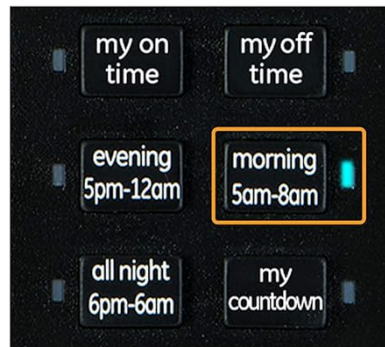 my on
time
my off
time
evening
5pm-12am
morning
5am-8am
all night
6pm-6am
my
countdown